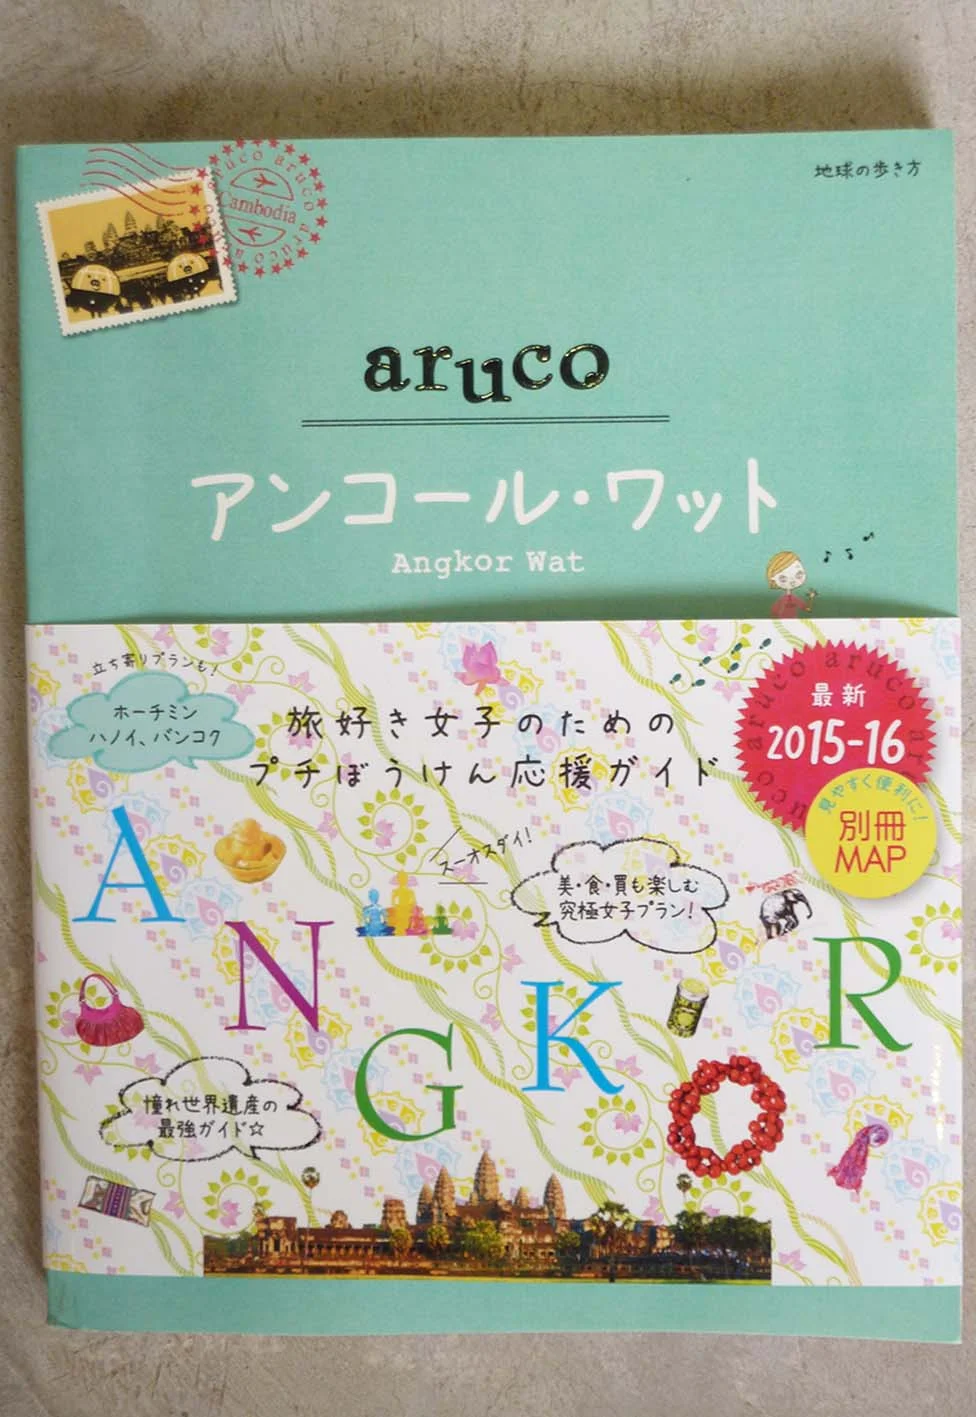 地球の歩き方
aruco aruco aruco
Cambodia
aruco
アンコール・ワット
Angkor Wat
立ち寄りプランも!
ホーチミン
ハノイ、バンコク
旅好き女子のための
プチぼうけん応援ガイド
aruco aruco
最新
2015-16
見やすく便利に!
別冊
MAP
スーオスダイ!
美・食・買も楽しむ
究極女子プラン!
ANGKOR
憧れ世界遺産の
最強ガイド☆